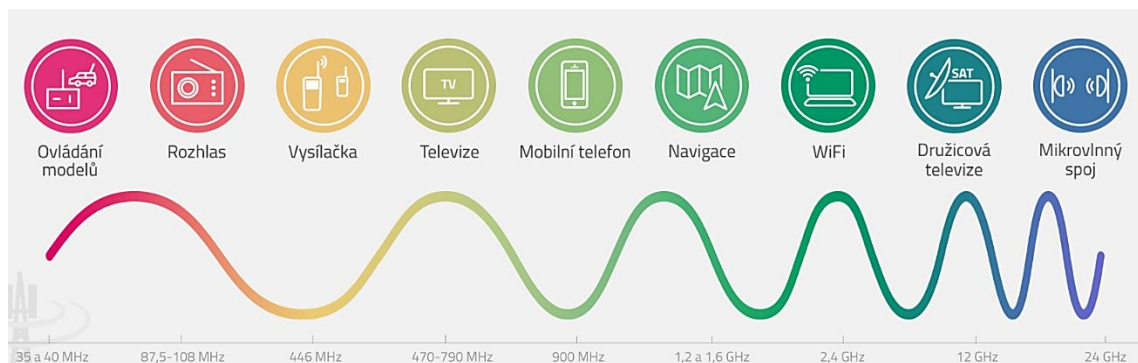 TV
SAT
Ovládání
modelů
Rozhlas
Vysílačka
Televize
Mobilní telefon
Navigace
WiFi
Družicová
televize
Mikrovlnný
spoj
35 a 40 MHz
87,5-108 MHz
446 MHz
470-790 MHz
900 MHz
1,2 a 1,6 GHz
2,4 GHz
12 GHz
24 GHz